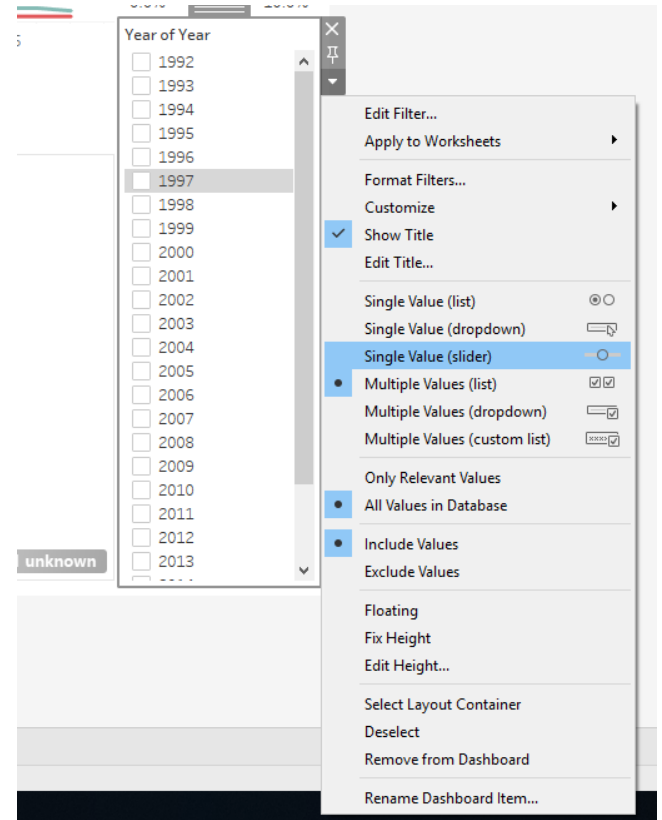 Year of Year
1992
1993
1994
1995
1996
1997
1998
1999
2000
2001
2002
2003
2004
2005
2006
2007
2008
2009
2010
2011
2012
2013
unknown
Edit Filter...
Apply to Worksheets
Format Filters...
Customize
Show Title
Edit Title...
Single Value (list)
Single Value (dropdown)
Single Value (slider)
Multiple Values (list)
Multiple Values (dropdown)
Multiple Values (custom list)
Only Relevant Values
All Values in Database
Include Values
Exclude Values
Floating
Fix Height
Edit Height...
Select Layout Container
Deselect
Remove from Dashboard
Rename Dashboard Item...